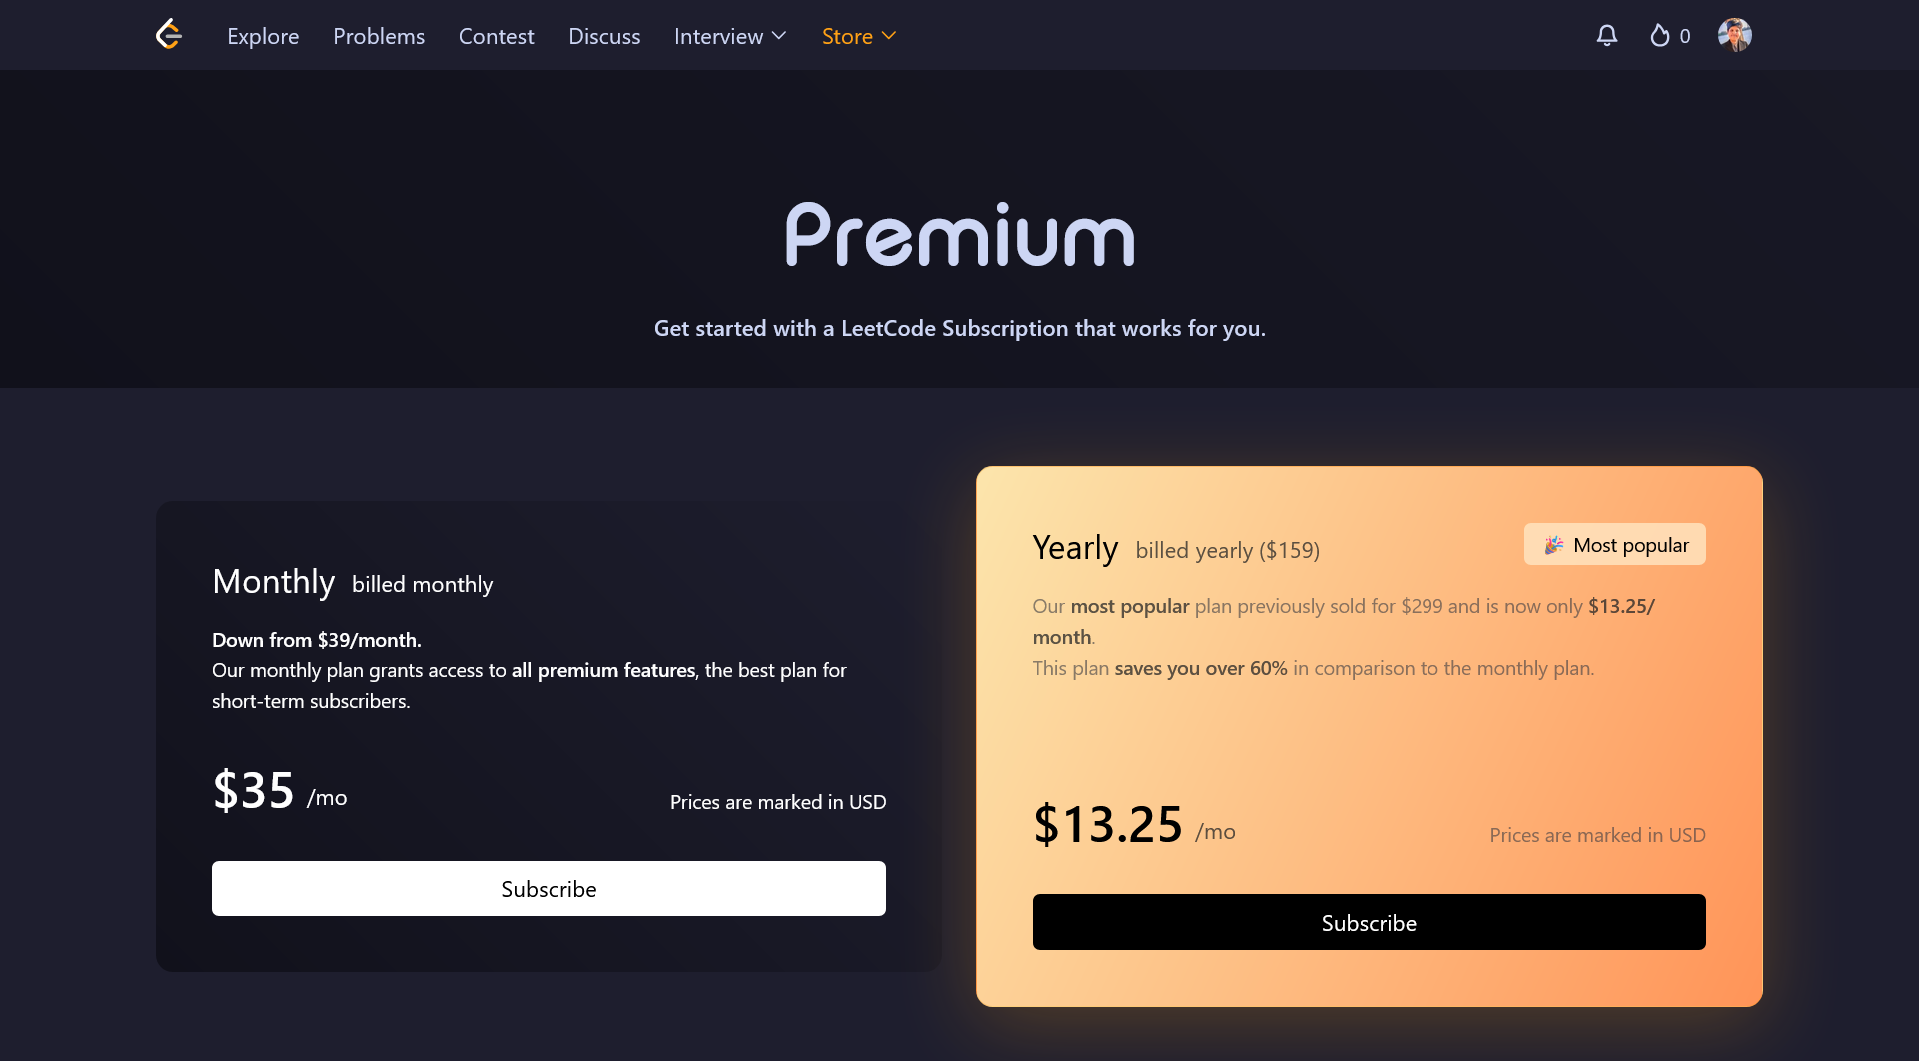 Explore Problems Contest Discuss Interview Store 0
Premium
Get started with a LeetCode Subscription that works for you.
Monthly billed monthly
Down from $39/month.
Our monthly plan grants access to all premium features, the best plan for
short-term subscribers.
$35 /mo
Prices are marked in USD
Subscribe
Yearly billed yearly ($159)
Most popular
Our most popular plan previously sold for $299 and is now only $13.25/
month.
This plan saves you over 60% in comparison to the monthly plan.
$13.25 /mo
Prices are marked in USD
Subscribe